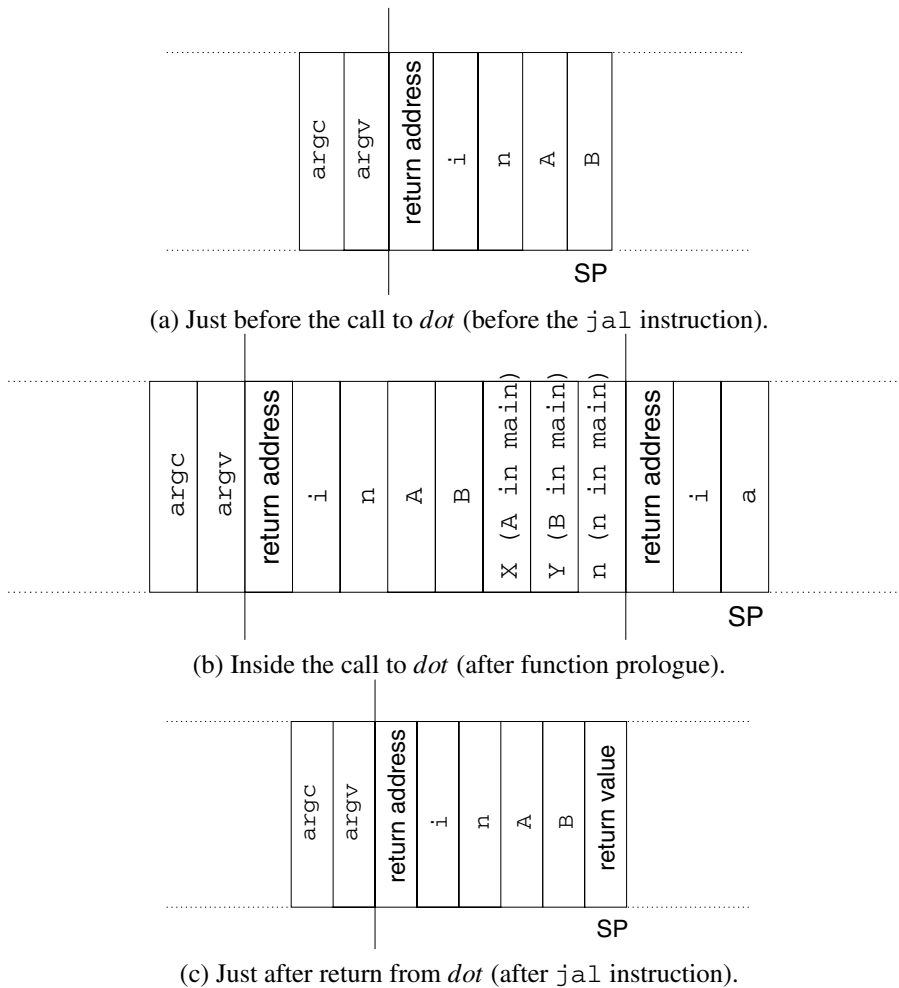 argc
argv
return address
i
n
A
B
SP
(a) Just before the call to dot (before the jal instruction).
argc
argv
return address
i
n
A
B
X (A in main)
Y (B in main)
n (n in main)
return address
i
a
SP
(b) Inside the call to dot (after function prologue).
argc
argv
return address
i
n
A
B
return value
SP
(c) Just after return from dot (after jal instruction).